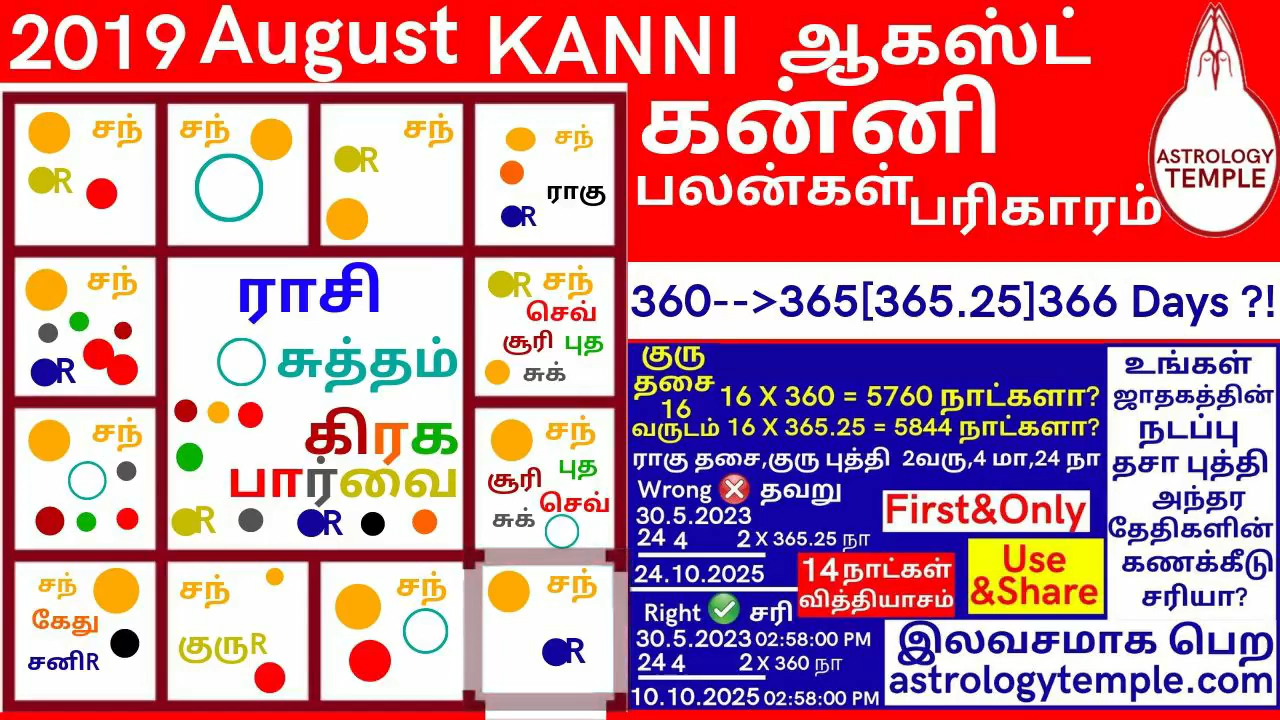 2019 August KANNI ஆகஸ்ட்
கன்னி
பலன்கள் பரிகாரம்
ASTROLOGY
TEMPLE
சந்
R
சந்
சந்
R
சந்
ராகு
R
சந்
R
ராசி
சுத்தம்
கிரக
பார்வை
R
R
R சந்
செவ்
சூரி புத
சுக்
சந்
சந்
புத
சூரி
செவ்
சுக்
சந்
கேது
சனிR
சந்
குருR
சந்
சந்
R
360-->365[365.25]366 Days ?!
குரு
தசை
16
வருடம்
16 X 360 = 5760 நாட்களா?
16 X 365.25 = 5844 நாட்களா?
ராகு தசை,குரு புத்தி 2வரு,4 மா,24 நா
Wrong தவறு
30.5.2023
24 4 2 X 365.25 நா
24.10.2025
14நாட்கள்
வித்தியாசம்
First&Only
Use
&Share
Right சரி
30.5.2023 02:58:00 PM
24 4 2 X 360 நா
10.10.2025 02:58:00 PM
உங்கள்
ஜாதகத்தின்
நடப்பு
தசா புத்தி
அந்தர
தேதிகளின்
கணக்கீடு
சரியா?
இலவசமாக பெற
astrologytemple.com